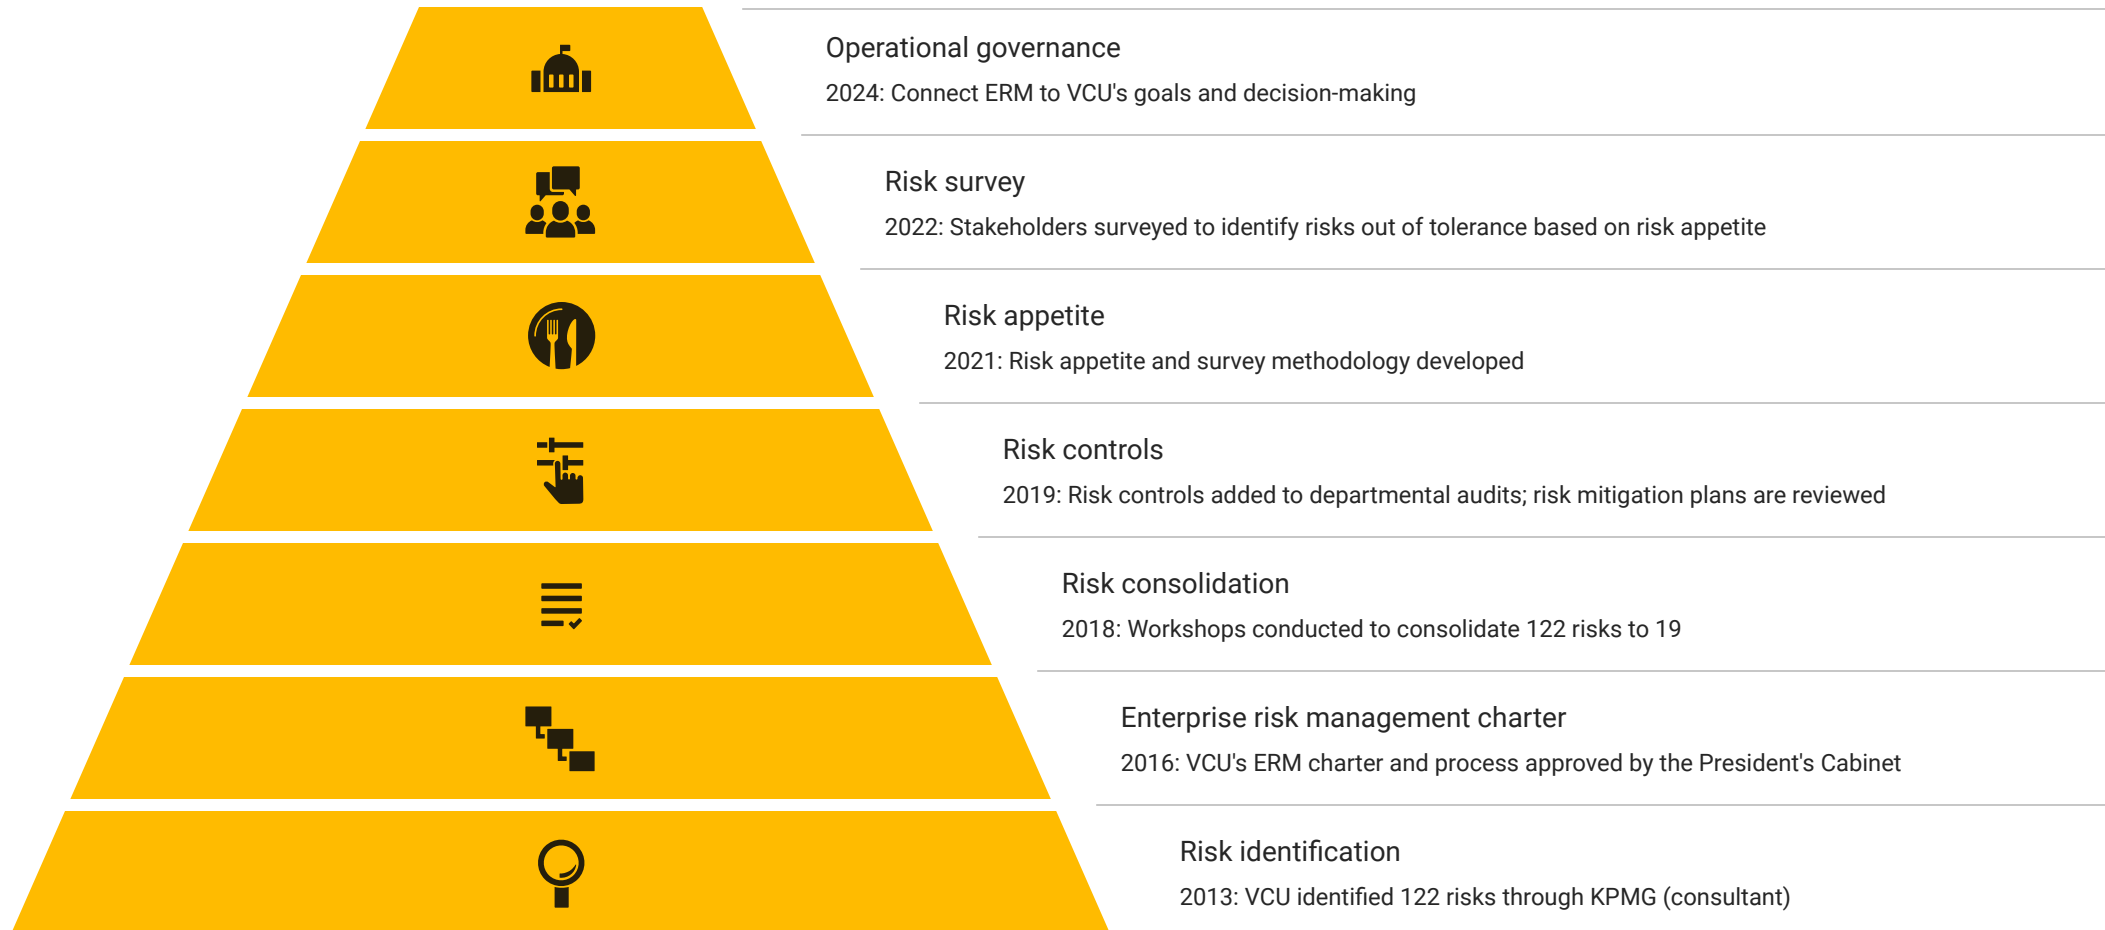 Operational governance
2024: Connect ERM to VCU's goals and decision-making
Risk survey
2022: Stakeholders surveyed to identify risks out of tolerance based on risk appetite
Risk appetite
2021: Risk appetite and survey methodology developed
Risk controls
2019: Risk controls added to departmental audits; risk mitigation plans are reviewed
Risk consolidation
2018: Workshops conducted to consolidate 122 risks to 19
Enterprise risk management charter
2016: VCU's ERM charter and process approved by the President's Cabinet
Risk identification
2013: VCU identified 122 risks through KPMG (consultant)